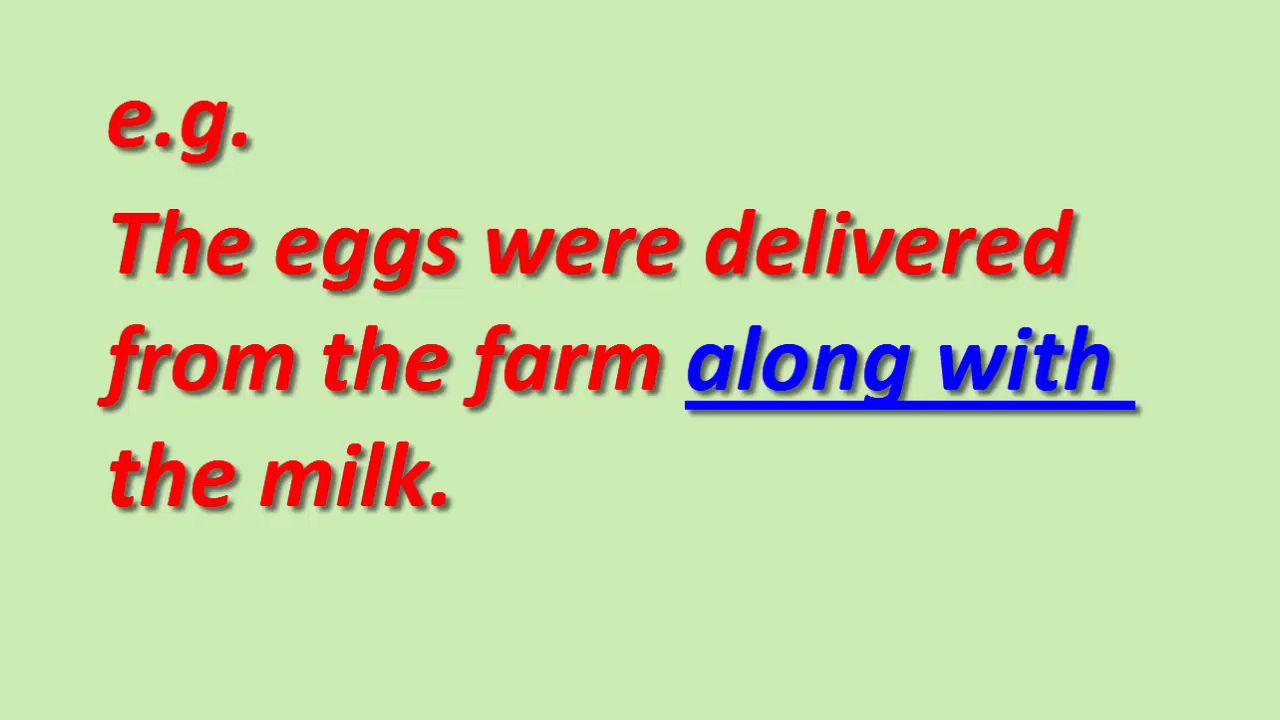 e.g.
The eggs were delivered
from the farm along with
the milk.